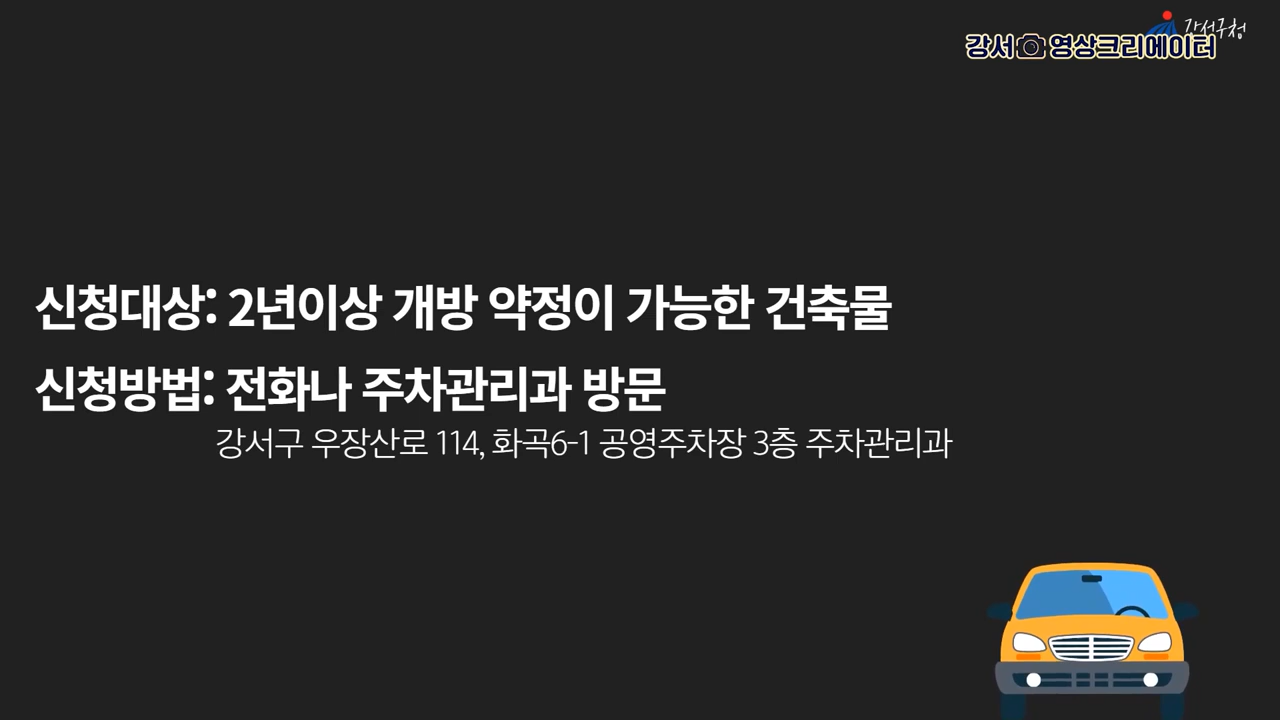 강서구청
강서 영상크리에이터
신청대상: 2년이상 개방 약정이 가능한 건축물
신청방법: 전화나 주차관리과 방문
강서구 우장산로 114, 화곡6-1 공영주차장 3층 주차관리과